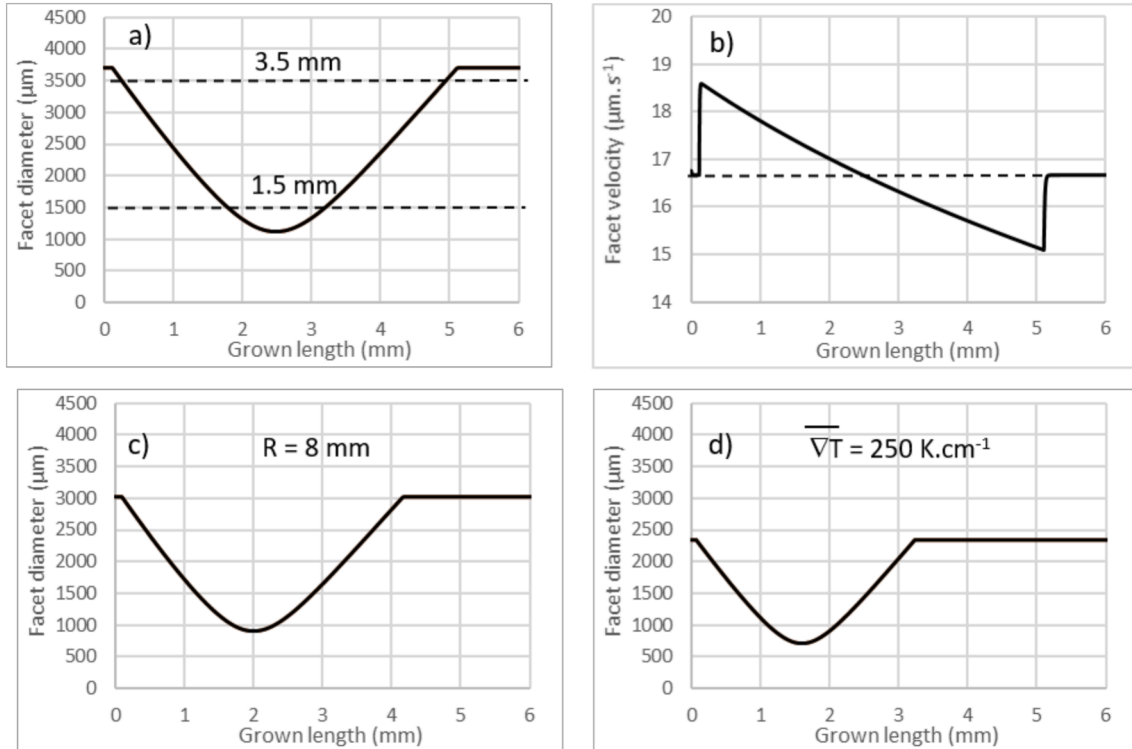 a)
3.5 mm
1.5 mm
Facet diameter (µm)
4500
4000
3500
3000
2500
2000
1500
1000
500
0
0 1 2 3 4 5 6
Grown length (mm)
b)
Facet velocity (µm. s⁻¹)
20
19
18
17
16
15
14
0 1 2 3 4 5 6
Grown length (mm)
c)
R = 8 mm
Facet diameter (µm)
4500
4000
3500
3000
2500
2000
1500
1000
500
0
0 1 2 3 4 5 6
Grown length (mm)
d)
∇T = 250 K.cm⁻¹
Facet diameter (µm)
4500
4000
3500
3000
2500
2000
1500
1000
500
0
0 1 2 3 4 5 6
Grown length (mm)